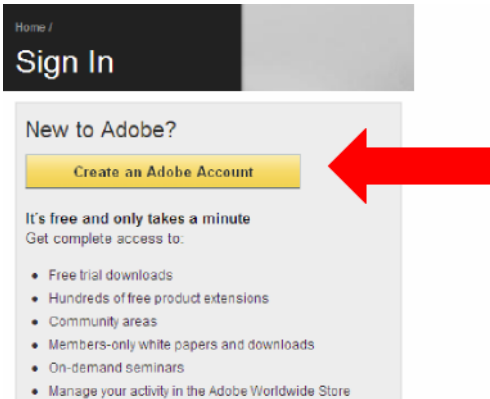 Home /
Sign In
New to Adobe?
Create an Adobe Account
It's free and only takes a minute
Get complete access to:
• Free trial downloads
• Hundreds of free product extensions
• Community areas
• Members-only white papers and downloads
• On-demand seminars
• Manage your activity in the Adobe Worldwide Store